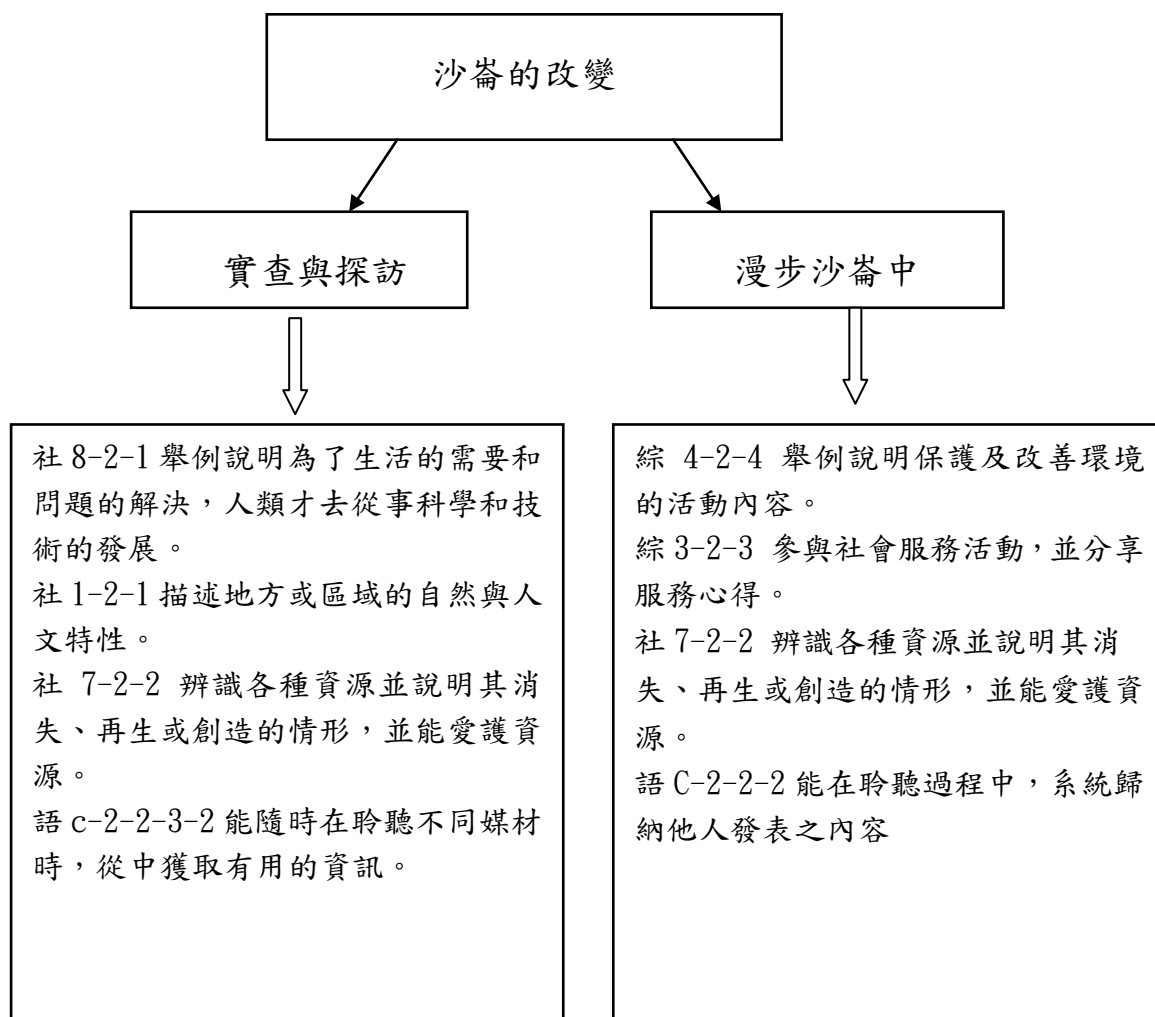 沙崙的改變
實查與探訪
漫步沙崙中
社 8-2-1 舉例說明為了生活的需要和
問題的解決，人類才去從事科學和技
術的發展。
社 1-2-1 描述地方或區域的自然與人
文特性。
社 7-2-2 辨識各種資源並說明其消
失、再生或創造的情形，並能愛護資
源。
語 c-2-2-3-2 能隨時在聆聽不同媒材
時，從中獲取有用的資訊。
綜 4-2-4 舉例說明保護及改善環境
的活動內容。
綜 3-2-3 參與社會服務活動，並分享
服務心得。
社 7-2-2 辨識各種資源並說明其消
失、再生或創造的情形，並能愛護資
源。
語 C-2-2-2 能在聆聽過程中，系統歸
納他人發表之內容